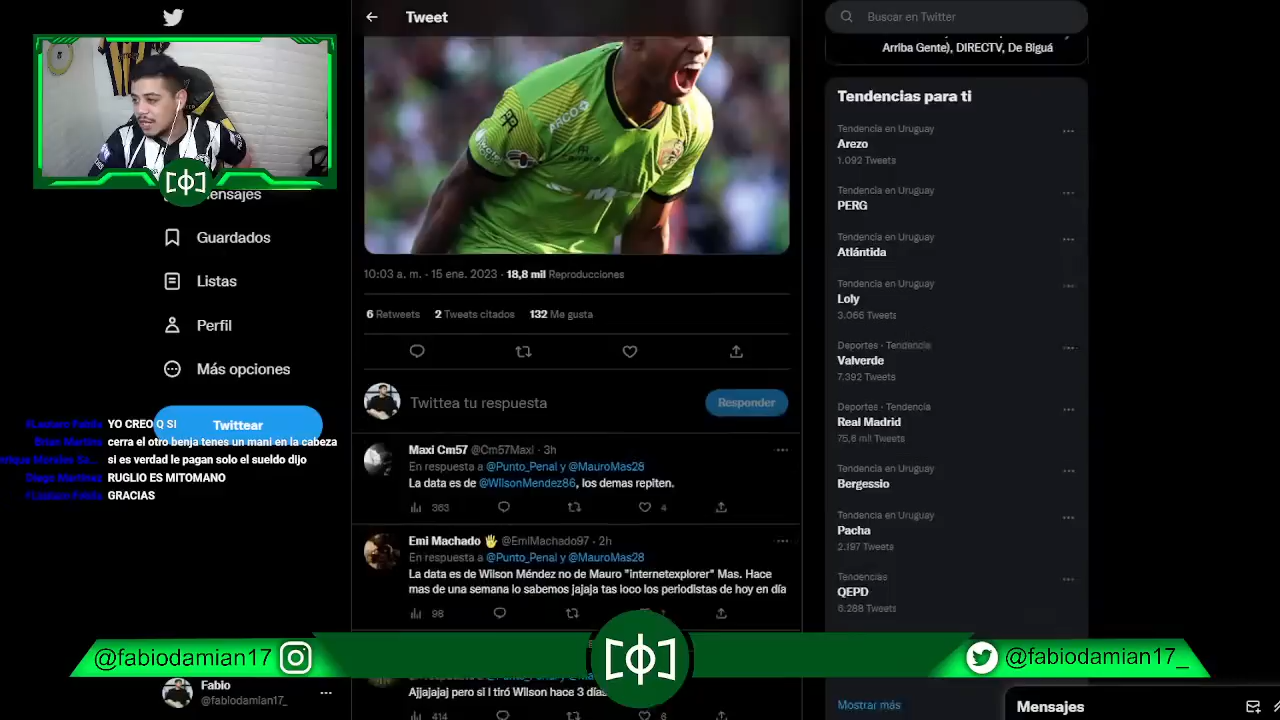 Tweet
10:03 a. m. · 15 ene. 2023 · 18,8 mil Reproducciones
6 Retweets 2 Tweets citados 132 Me gusta
Twittea tu respuesta
Responder
Maxi Cm57 @Cm57Maxi · 3h
En respuesta a @Punto_Penal y @MauroMas28
La data es de @WilsonMendez86, los demas repiten.
363
4
Emi Machado 🖐 @EmiMachado97 · 2h
En respuesta a @Punto_Penal y @MauroMas28
La data es de Wilson Méndez no de Mauro "internetexplorer" Mas. Hace
mas de una semana lo sabemos jajaja tas loco los periodistas de hoy en día
98
Ajjajajaj pero si l tiró Wilson hace 3 días
414
6
Mensajes
Guardados
Listas
Perfil
Más opciones
Twittear
YO CREO Q SI
Brian Martins cerra el otro benja tenes un mani en la cabeza
si es verdad le pagan solo el sueldo dijo
Diego Martinez RUGLIO ES MITOMANO
GRACIAS
Buscar en Twitter
Arriba Gente), DIRECTV, De Biguá
Tendencias para ti
Tendencia en Uruguay
Arezo
1.092 Tweets
Tendencia en Uruguay
PERG
Tendencia en Uruguay
Atlántida
Tendencia en Uruguay
Loly
3.066 Tweets
Deportes · Tendencia
Valverde
7.392 Tweets
Deportes · Tendencia
Real Madrid
75,6 mil Tweets
Tendencia en Uruguay
Bergessio
Tendencia en Uruguay
Pacha
2.197 Tweets
Tendencias
QEPD
6.288 Tweets
Mostrar más
@fabiodamian17
@fabiodamian17_
Fabio
@fabiodamian17_
Mensajes